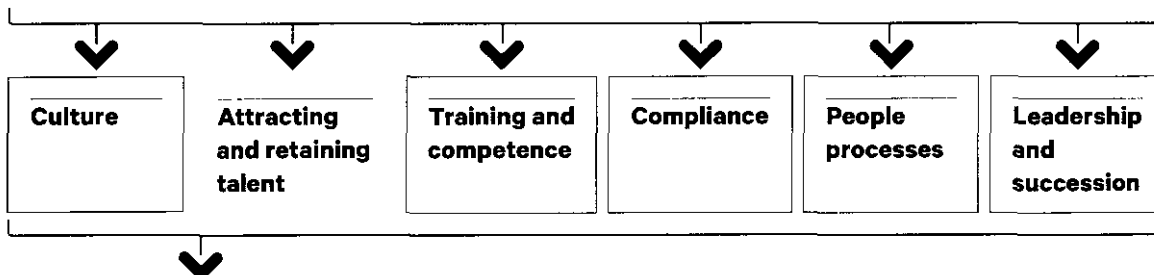 Culture
Attracting
and retaining
talent
Training and
competence
Compliance
People
processes
Leadership
and
succession